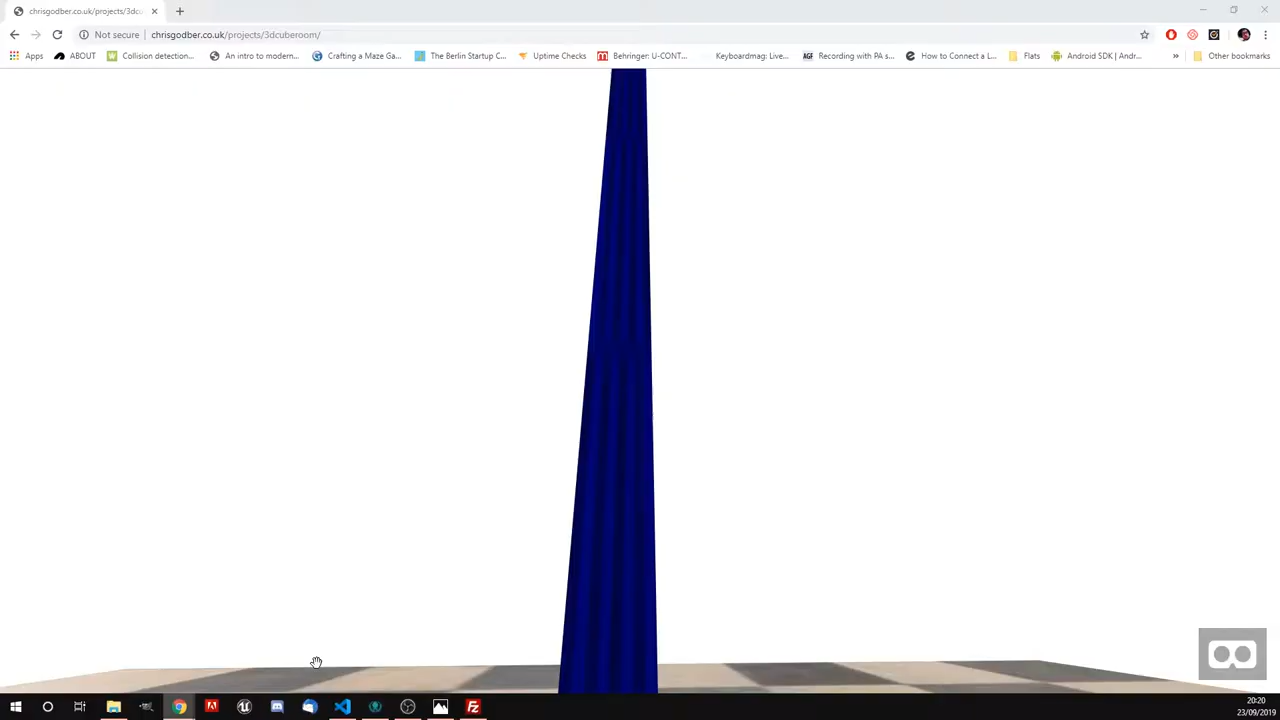 chrisgodber.co.uk/projects/3dcu
Not secure chrisgodber.co.uk/projects/3dcuberoom/
Apps ABOUT Collision detection... An intro to modern... Crafting a Maze Ga... The Berlin Startup C... Uptime Checks Behringer: U-CONT... Keyboardmag: Live... AGF Recording with PA s... How to Connect a L... Flats Android SDK | Andr... » Other bookmarks
20:20
23/09/2019